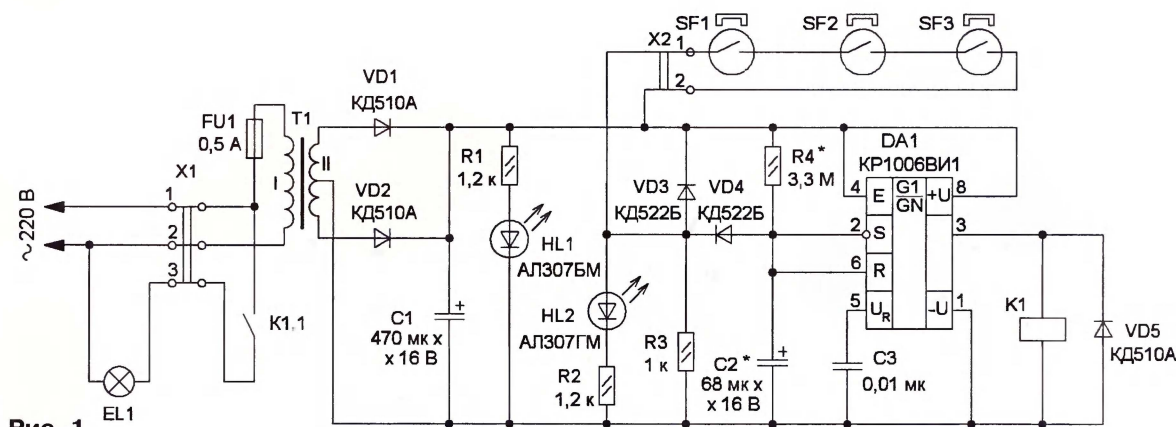 SF1
SF2
SF3
X2
1
2
VD1
КД510А
FU1
0,5 А
T1
I
II
X1
1
2
3
~220 В
VD2
КД510А
R1
1,2 к
VD3
КД522Б
VD4
КД522Б
R4*
3,3 М
DA1
КР1006ВИ1
4
E
G1
GN
+U
8
2
S
3
6
R
5
UR
-U
1
HL1
АЛ307БМ
HL2
АЛ307ГМ
C1
470 мк х
х 16 В
+
R3
1 к
R2
1,2 к
C2*
68 мк х
х 16 В
+
C3
0,01 мк
K1
VD5
КД510А
K1.1
EL1
Рис. 1